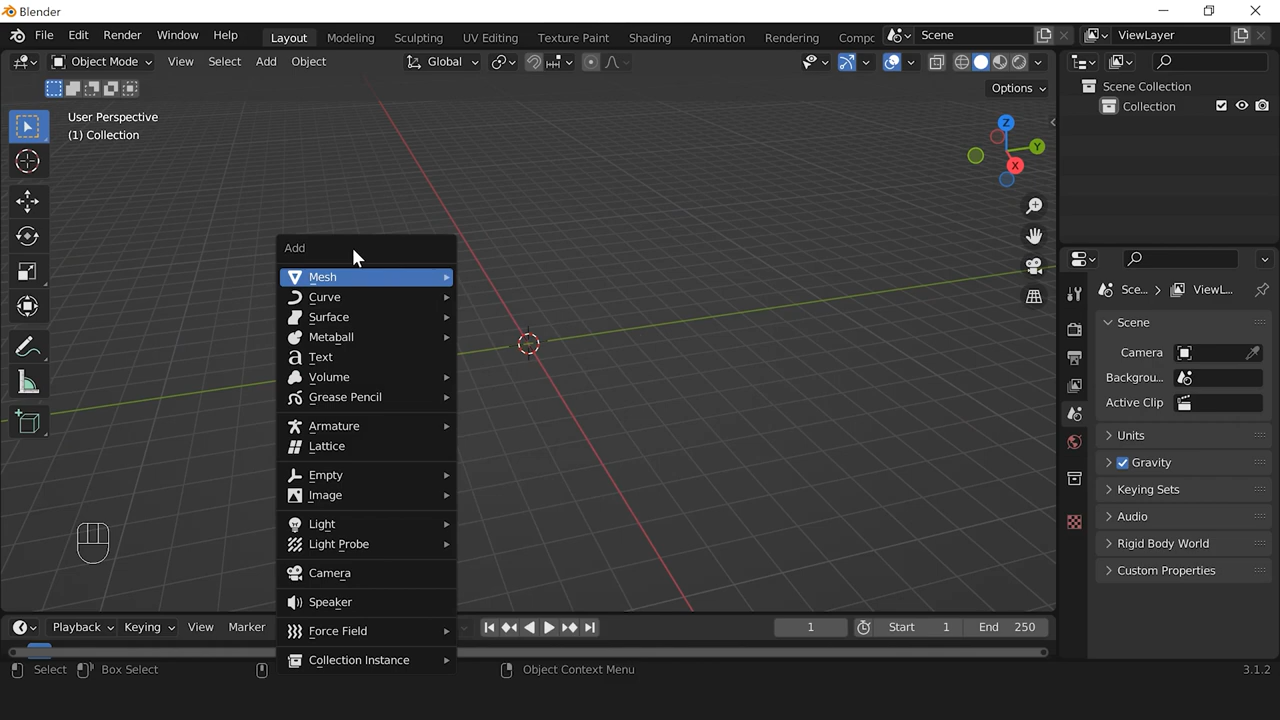 Blender
File Edit Render Window Help Layout Modeling Sculpting UV Editing Texture Paint Shading Animation Rendering Compc Scene ViewLayer
Object Mode View Select Add Object Global
Options
User Perspective
(1) Collection
Z
Y
X
Scene Collection
Collection
Add
Mesh
Curve
Surface
Metaball
Text
Volume
Grease Pencil
Armature
Lattice
Empty
Image
Light
Light Probe
Camera
Speaker
Force Field
Collection Instance
Sce... > ViewL...
Scene
Camera
Backgrou...
Active Clip
Units
Gravity
Keying Sets
Audio
Rigid Body World
Custom Properties
Playback Keying View Marker 1 Start 1 End 250
Select Box Select Object Context Menu 3.1.2